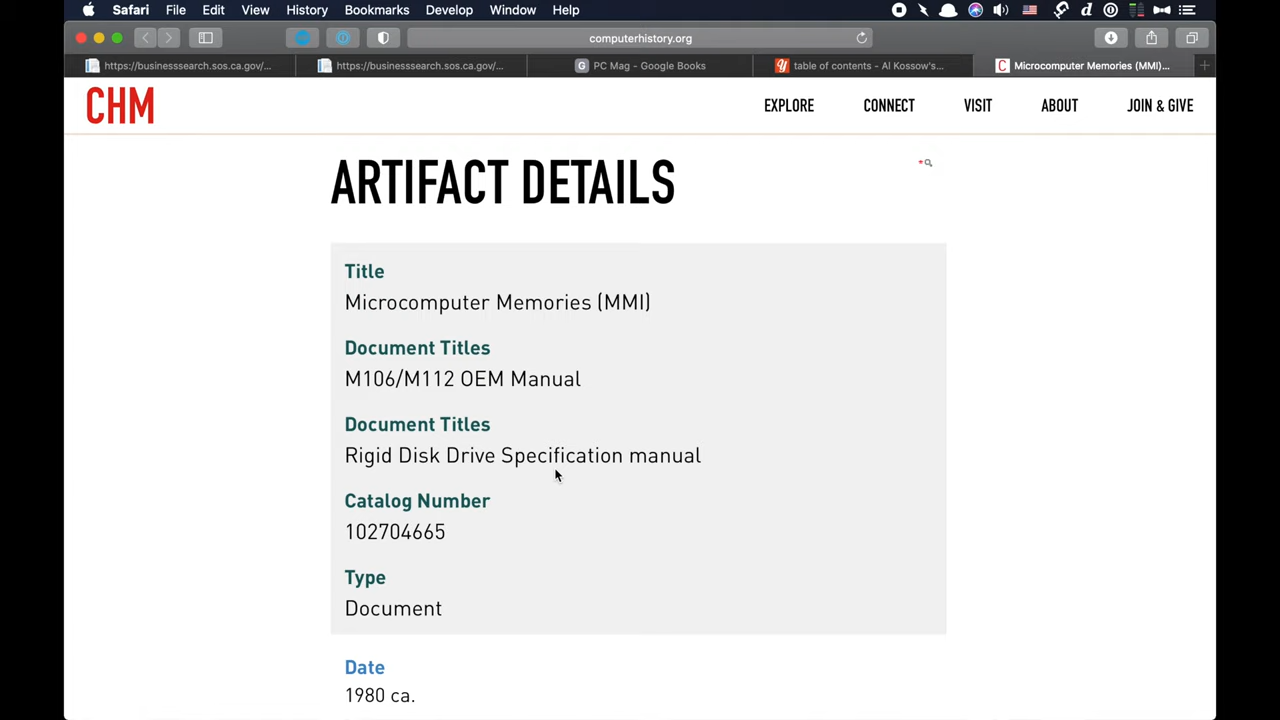 Safari File Edit View History Bookmarks Develop Window Help
computerhistory.org
https://businesssearch.sos.ca.gov/... https://businesssearch.sos.ca.gov/... PC Mag - Google Books table of contents - Al Kossow's... Microcomputer Memories (MMI)...
CHM EXPLORE CONNECT VISIT ABOUT JOIN & GIVE
ARTIFACT DETAILS
Title
Microcomputer Memories (MMI)
Document Titles
M106/M112 OEM Manual
Document Titles
Rigid Disk Drive Specification manual
Catalog Number
102704665
Type
Document
Date
1980 ca.